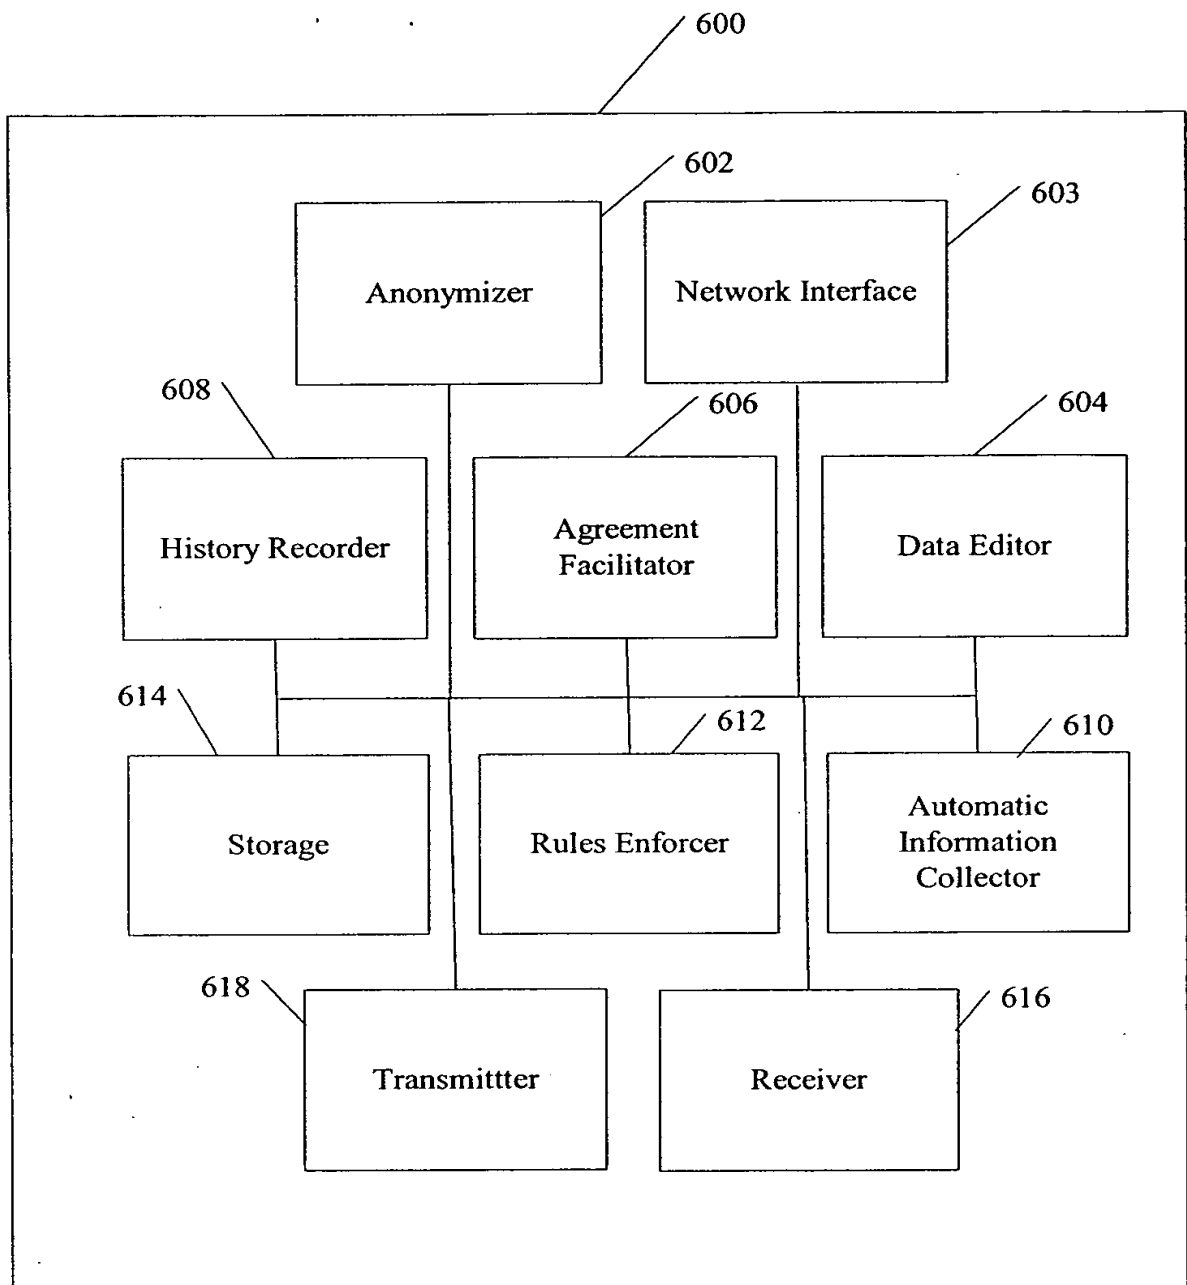 600
602
603
Anonymizer
Network Interface
608
606
604
History Recorder
Agreement
Facilitator
Data Editor
614
612
610
Storage
Rules Enforcer
Automatic
Information
Collector
618
616
Transmittter
Receiver